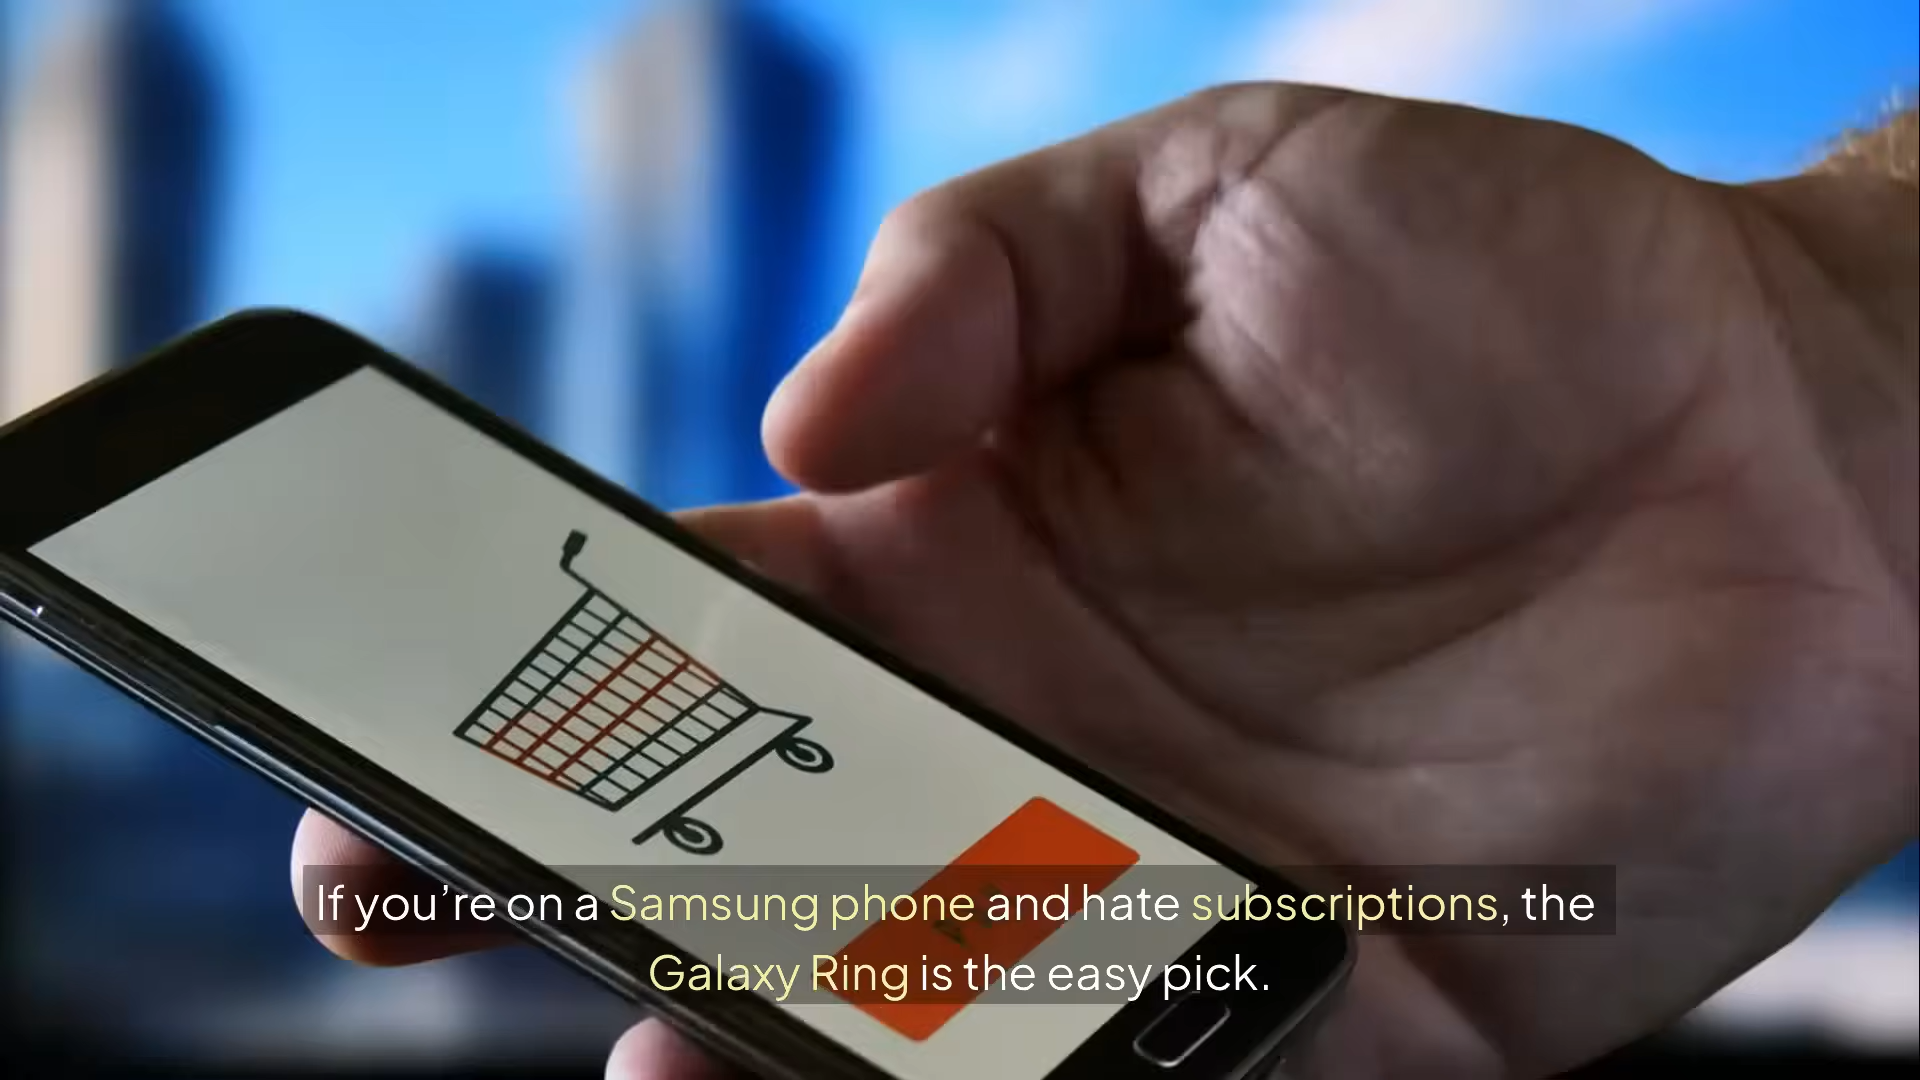 If you’re on a Samsung phone and hate subscriptions, the
Galaxy Ring is the easy pick.